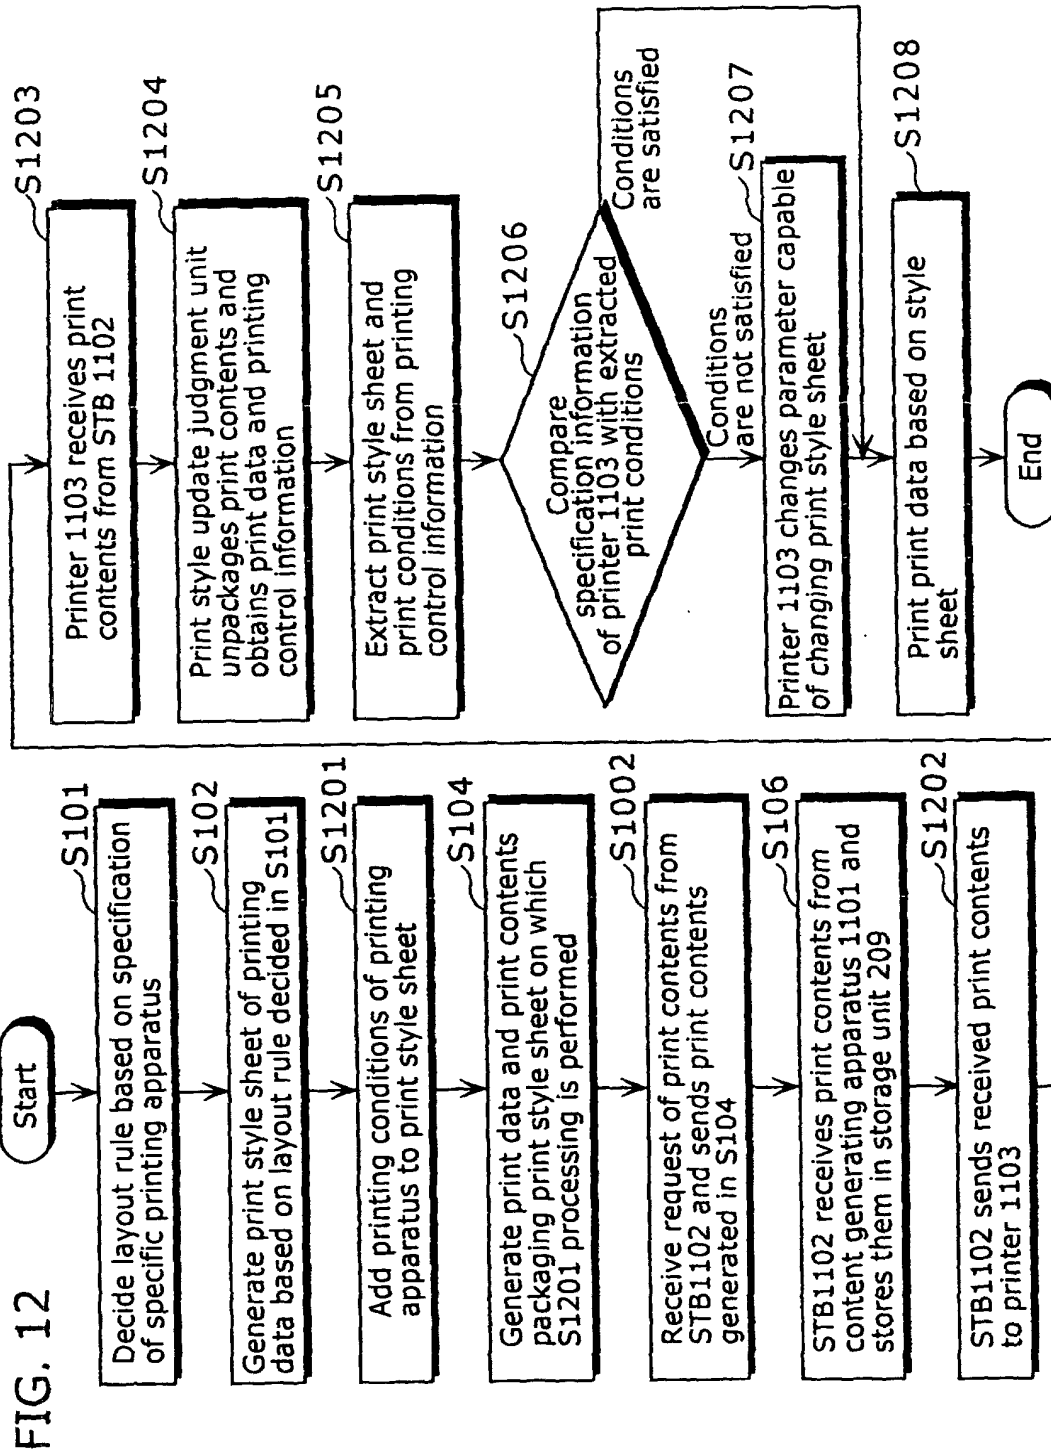 FIG. 12
Start
S101
Decide layout rule based on specification
of specific printing apparatus
S102
Generate print style sheet of printing
data based on layout rule decided in S101
S1201
Add printing conditions of printing
apparatus to print style sheet
S104
Generate print data and print contents
packaging print style sheet on which
S1201 processing is performed
S1002
Receive request of print contents from
STB1102 and sends print contents
generated in S104
S106
STB1102 receives print contents from
content generating apparatus 1101 and
stores them in storage unit 209
S1202
STB1102 sends received print contents
to printer 1103
S1203
Printer 1103 receives print
contents from STB 1102
S1204
Print style update judgment unit
unpackages print contents and
obtains print data and printing
control information
S1205
Extract print style sheet and
print conditions from printing
control information
S1206
Compare
specification information
of printer 1103 with extracted
print conditions
Conditions
are satisfied
Conditions
are not satisfied
S1207
Printer 1103 changes parameter capable
of changing print style sheet
S1208
Print print data based on style
sheet
End